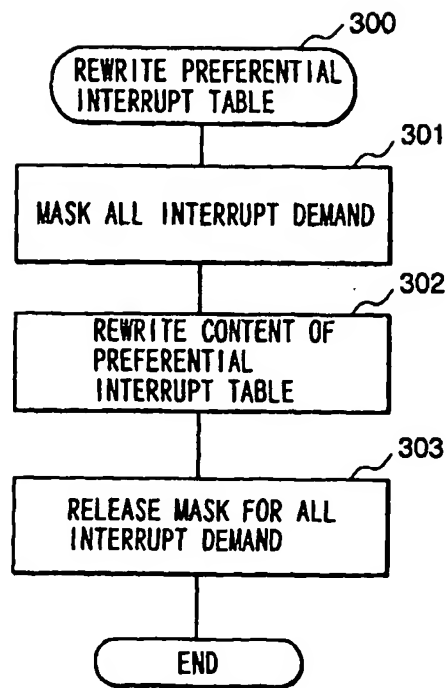 300
REWRITE PREFERENTIAL
INTERRUPT TABLE
301
MASK ALL INTERRUPT DEMAND
302
REWRITE CONTENT OF
PREFERENTIAL
INTERRUPT TABLE
303
RELEASE MASK FOR ALL
INTERRUPT DEMAND
END